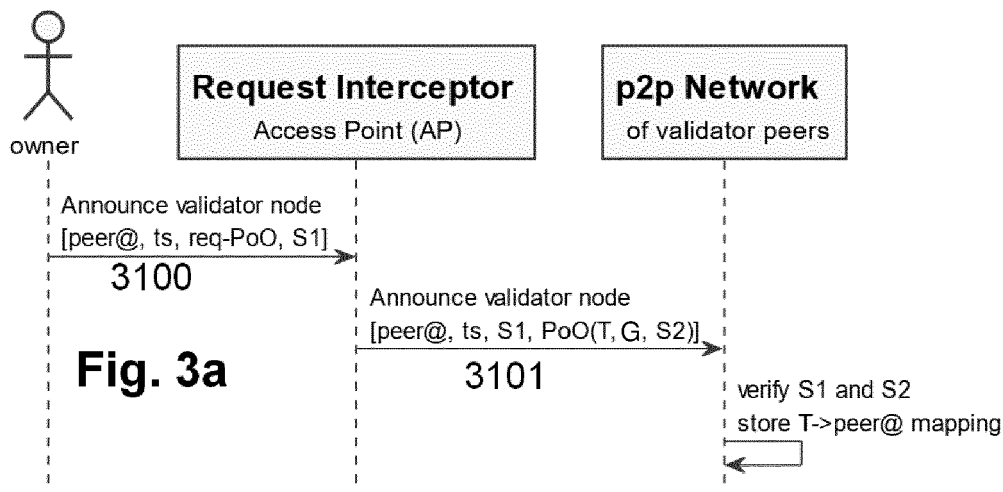 owner
Request Interceptor
Access Point (AP)
p2p Network
of validator peers
Announce validator node
[peer@, ts, req-PoO, S1]
3100
Announce validator node
[peer@, ts, S1, PoO(T, G, S2)]
3101
Fig. 3a
verify S1 and S2
store T->peer@ mapping